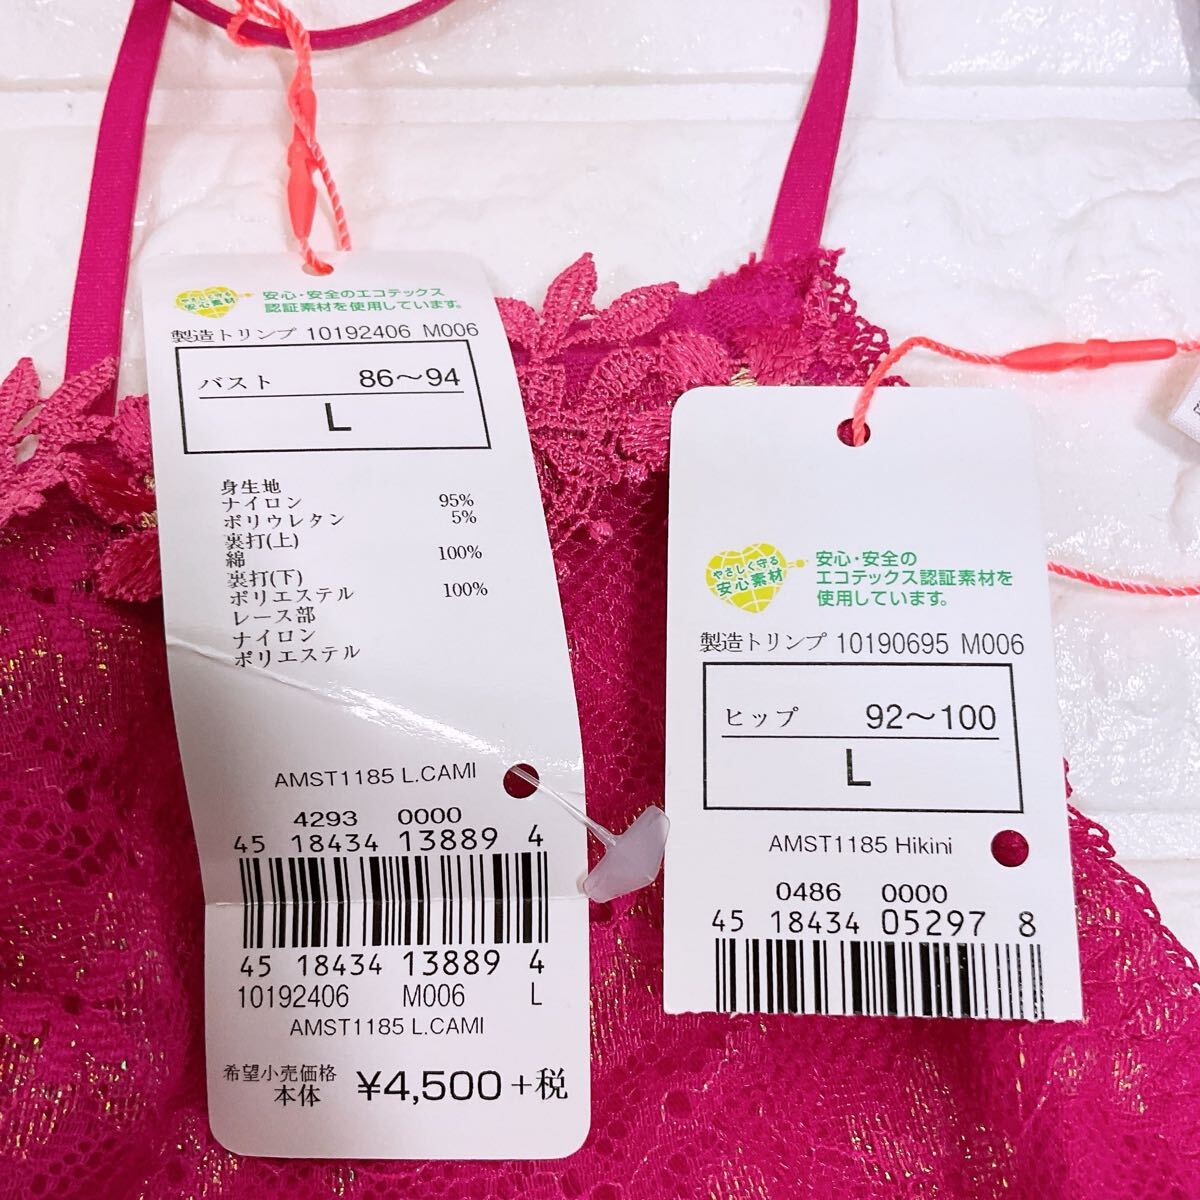 やさしく守る
安心素材
安心・安全のエコテックス
認証素材を使用しています。
製造トリンプ 10192406 M006
バスト 86〜94
L
身生地
ナイロン 95%
ポリウレタン 5%
裏打(上)
綿 100%
裏打(下)
ポリエステル 100%
レース部
ナイロン
ポリエステル
AMST1185 L.CAMI
4293 0000
45 18434 13889 4
45 18434 13889 4
10192406 M006 L
AMST1185 L.CAMI
希望小売価格
本体 ¥4,500+税
やさしく守る
安心素材
安心・安全の
エコテックス認証素材を
使用しています。
製造トリンプ 10190695 M006
ヒップ 92〜100
L
AMST1185 Hikini
0486 0000
45 18434 05297 8